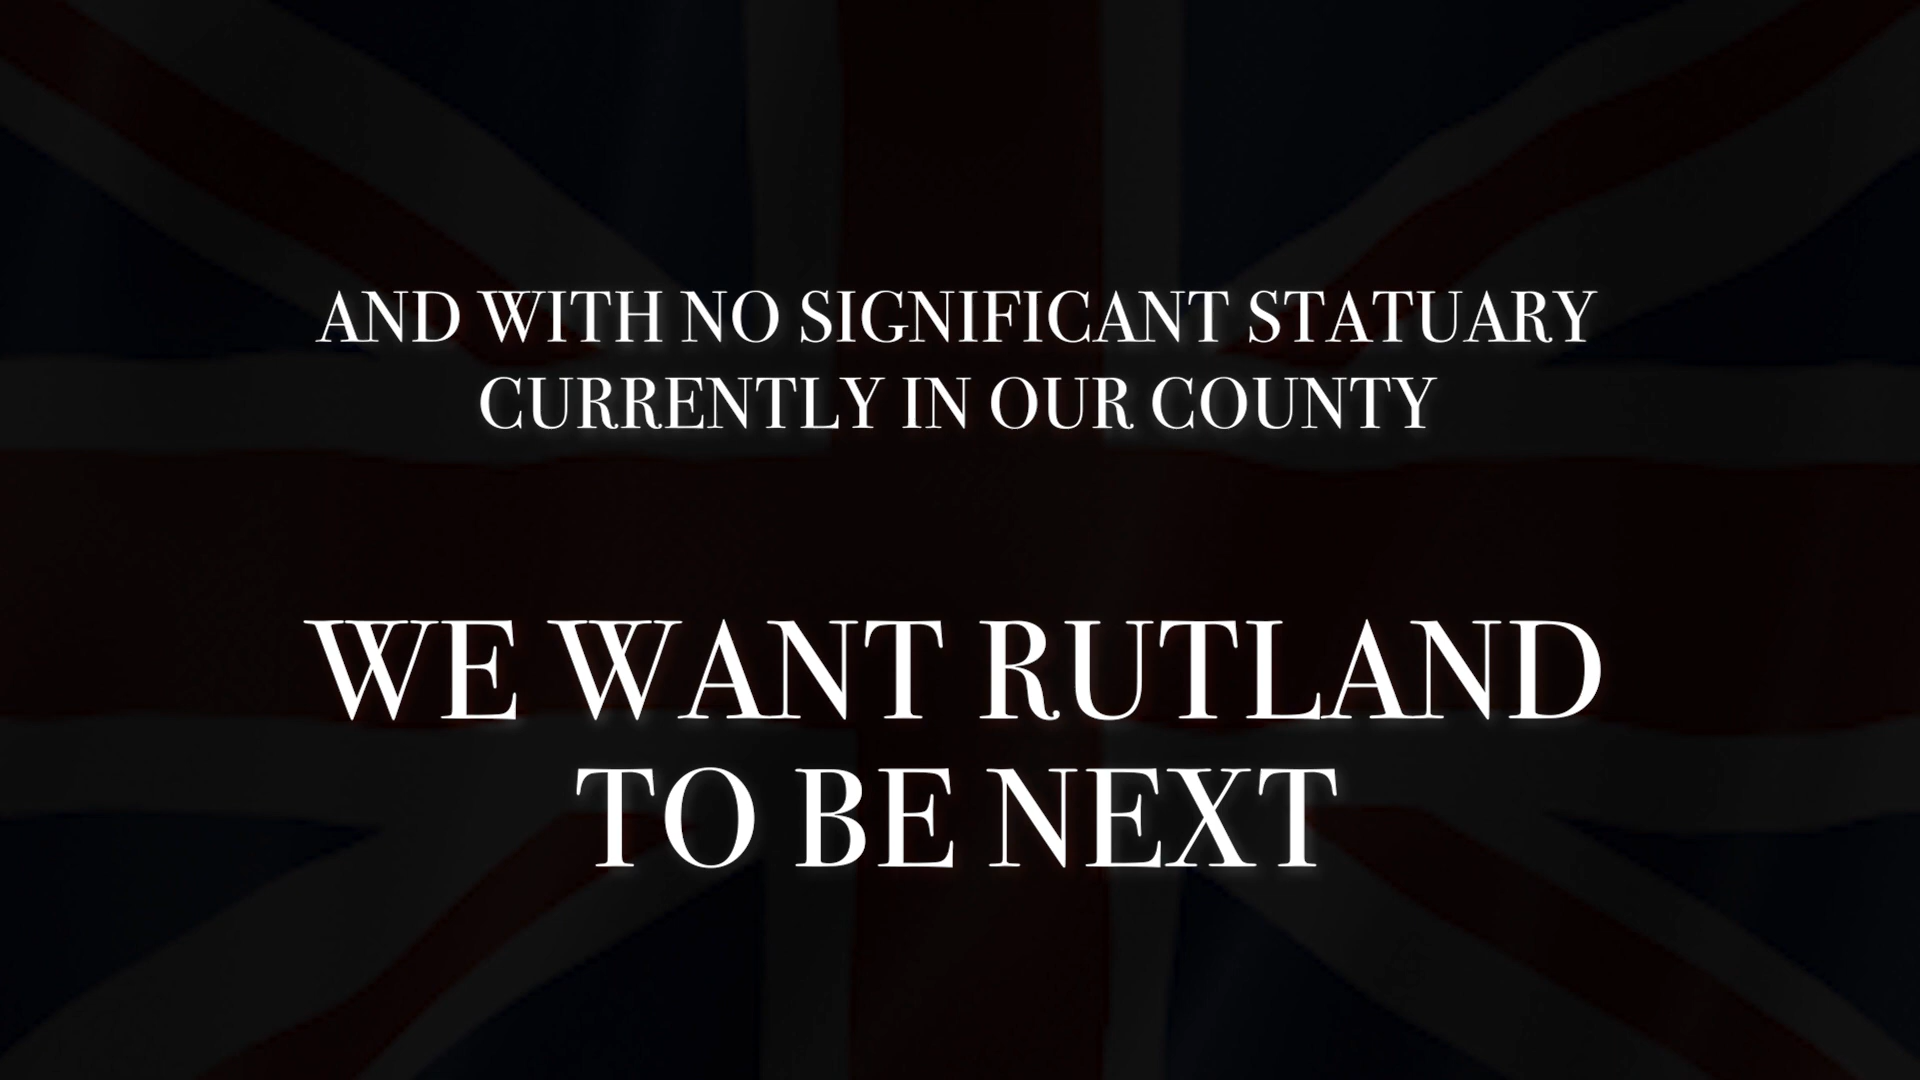 AND WITH NO SIGNIFICANT STATUARY
CURRENTLY IN OUR COUNTY
WE WANT RUTLAND
TO BE NEXT